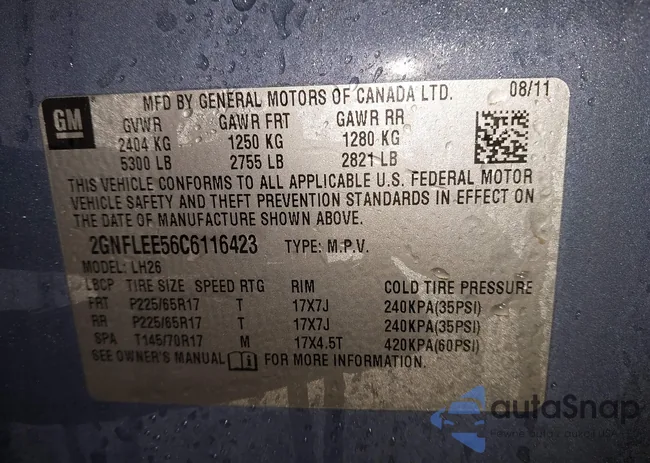 GM
MFD BY GENERAL MOTORS OF CANADA LTD. 08/11
GVWR GAWR FRT GAWR RR
2404 KG 1250 KG 1280 KG
5300 LB 2755 LB 2821 LB
THIS VEHICLE CONFORMS TO ALL APPLICABLE U.S. FEDERAL MOTOR
VEHICLE SAFETY AND THEFT PREVENTION STANDARDS IN EFFECT ON
THE DATE OF MANUFACTURE SHOWN ABOVE.
2GNFLEE56C6116423 TYPE: M.P.V.
MODEL: LH26
LBCP TIRE SIZE SPEED RTG RIM COLD TIRE PRESSURE
FRT P225/65R17 T 17X7J 240KPA(35PSI)
RR P225/65R17 T 17X7J 240KPA(35PSI)
SPA T145/70R17 M 17X4.5T 420KPA(60PSI)
SEE OWNER'S MANUAL FOR MORE INFORMATION.
autaSnap